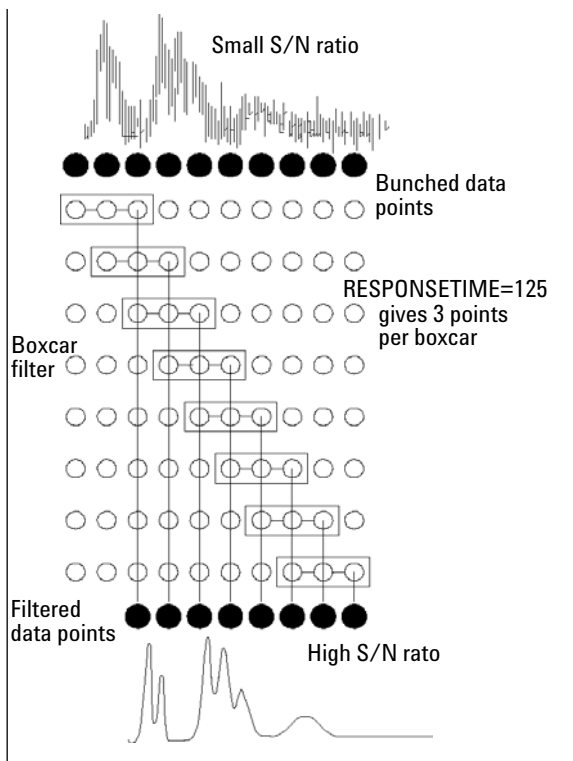 Small S/N ratio
Bunched data
points
RESPONSETIME=125
gives 3 points
per boxcar
Boxcar
filter
Filtered
data points
High S/N rato